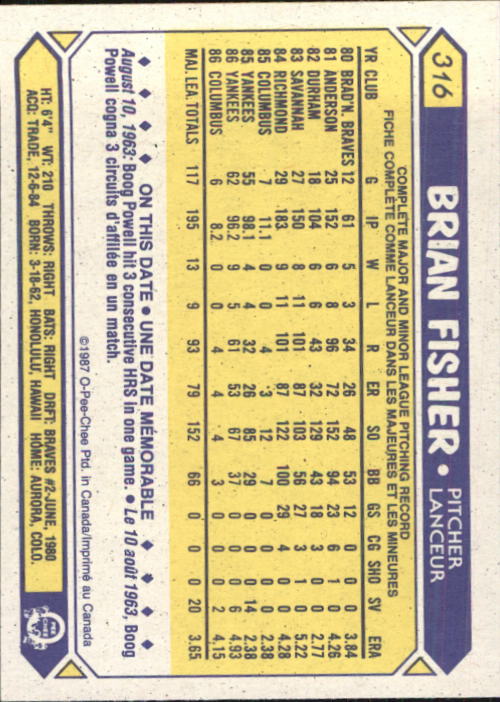 316 BRIAN FISHER • PITCHER LANCEUR
COMPLETE MAJOR AND MINOR LEAGUE PITCHING RECORD
FICHE COMPLÈTE COMME LANCEUR DANS LES MAJEURES ET LES MINEURES
YR CLUB G IP W L R ER SO BB GS CG SHO SV ERA
80 BRAD'N. BRAVES 12 61 5 3 34 26 48 53 12 0 0 0 3.84
81 ANDERSON 25 152 6 8 96 72 152 94 23 6 1 0 4.26
82 DURHAM 18 104 6 6 43 32 129 43 18 3 0 0 2.77
83 SAVANNAH 27 150 8 11 101 87 103 56 27 3 1 0 5.22
84 RICHMOND 29 183 9 11 101 87 122 100 29 4 0 0 4.28
85 COLUMBUS 7 11.1 0 0 4 3 12 7 0 0 0 5 2.38
85 YANKEES 55 98.1 4 4 32 26 85 29 0 0 0 14 2.38
86 YANKEES 62 96.2 9 5 61 53 67 37 0 0 0 6 4.93
86 COLUMBUS 6 8.2 0 0 4 4 4 3 0 0 0 2 4.15
MAJ. LEA. TOTALS 117 195 13 9 93 79 152 66 0 0 0 20 3.65
ON THIS DATE • UNE DATE MÉMORABLE
August 10, 1963: Boog Powell hit 3 consecutive HRS in one game. • Le 10 août 1963, Boog
Powell cogna 3 circuits d'affilée en un match.
©1987 O-Pee-Chee Ptd. in Canada/Imprimé au Canada
HT: 6'4" WT: 210 THROWS: RIGHT BATS: RIGHT DRFT: BRAVES #2-JUNE, 1980
ACQ: TRADE, 12-6-84 BORN: 3-18-62, HONOLULU, HAWAII HOME: AURORA, COLO.
O-PEE-CHEE